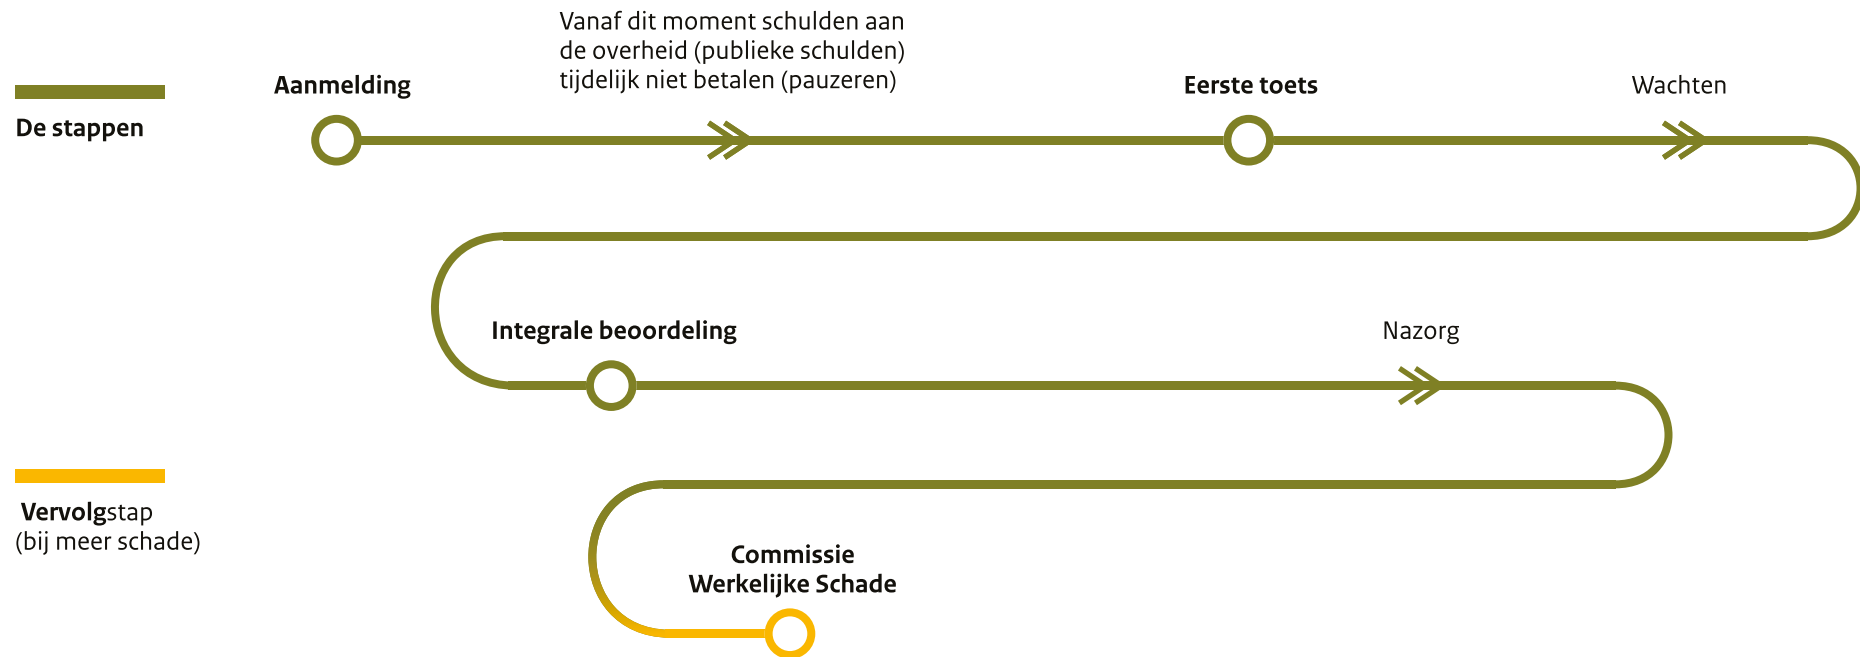 Vanaf dit moment schulden aan
de overheid (publieke schulden)
tijdelijk niet betalen (pauzeren)
Aanmelding
Eerste toets
Wachten
De stappen
Integrale beoordeling
Nazorg
Vervolgstap
(bij meer schade)
Commissie
Werkelijke Schade